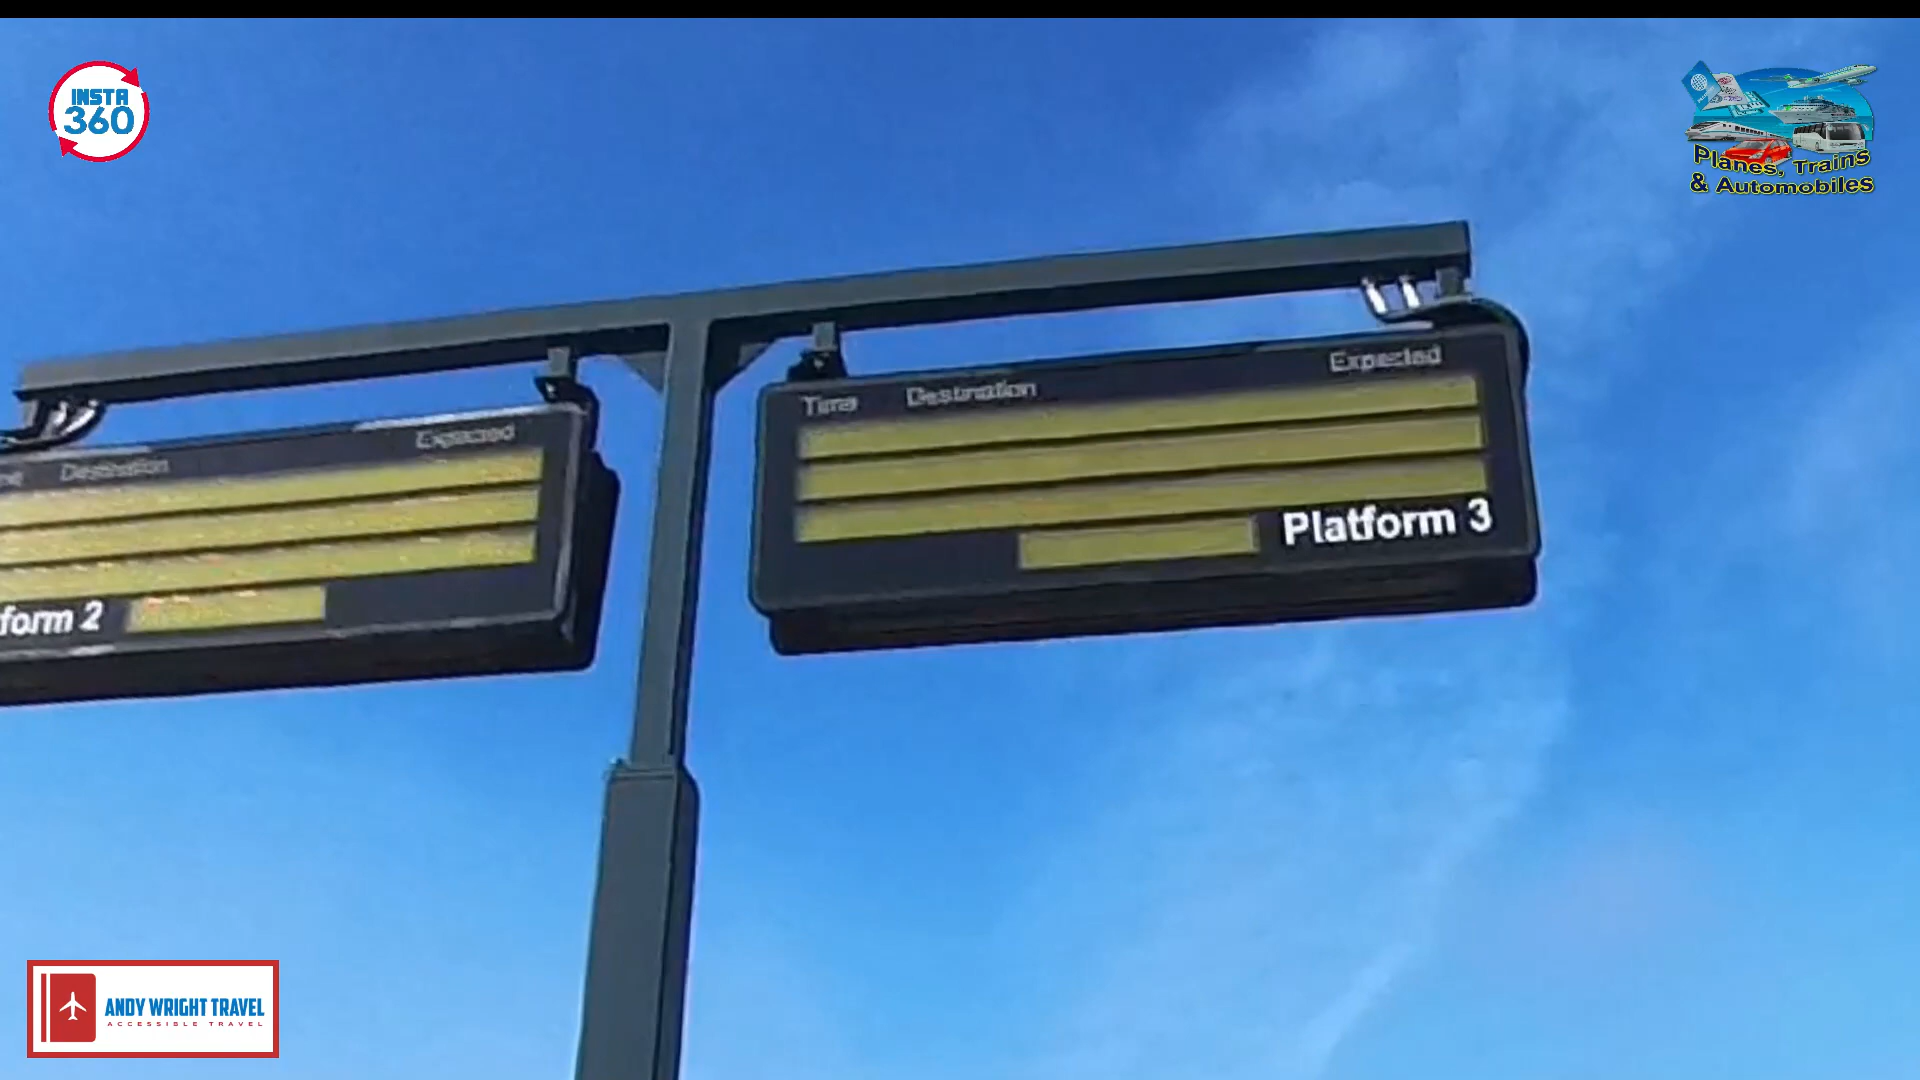 INSTA
360
Planes, Trains
& Automobiles
Destination
Expected
form 2
Time Destination Expected
Platform 3
ANDY WRIGHT TRAVEL
ACCESSIBLE TRAVEL